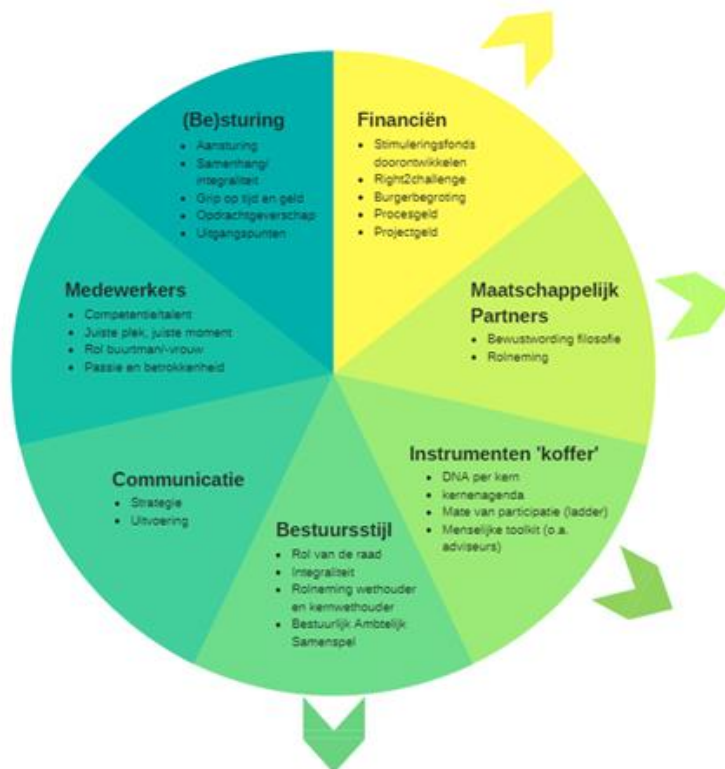 (Be)sturing
Aansturing
Samenhang/
integraliteit
Grip op tijd en geld
Opdrachtgeverschap
Uitgangspunten
Financiën
Stimuleringsfonds
doorontwikkelen
Right2challenge
Burgerbegroting
Procesgeld
Projectgeld
Maatschappelijk
Partners
Bewustwording filosofie
Rolneming
Instrumenten 'koffer'
DNA per kern
kernenagenda
Mate van participatie (ladder)
Menselijke toolkit (o.a.
adviseurs)
Bestuursstijl
Rol van de raad
Integraliteit
Rolneming wethouder
en kernwethouder
Bestuurlijk Ambtelijk
Samenspel
Communicatie
Strategie
Uitvoering
Medewerkers
Competentie/talent
Juiste plek, juiste moment
Rol buurtman/-vrouw
Passie en betrokkenheid